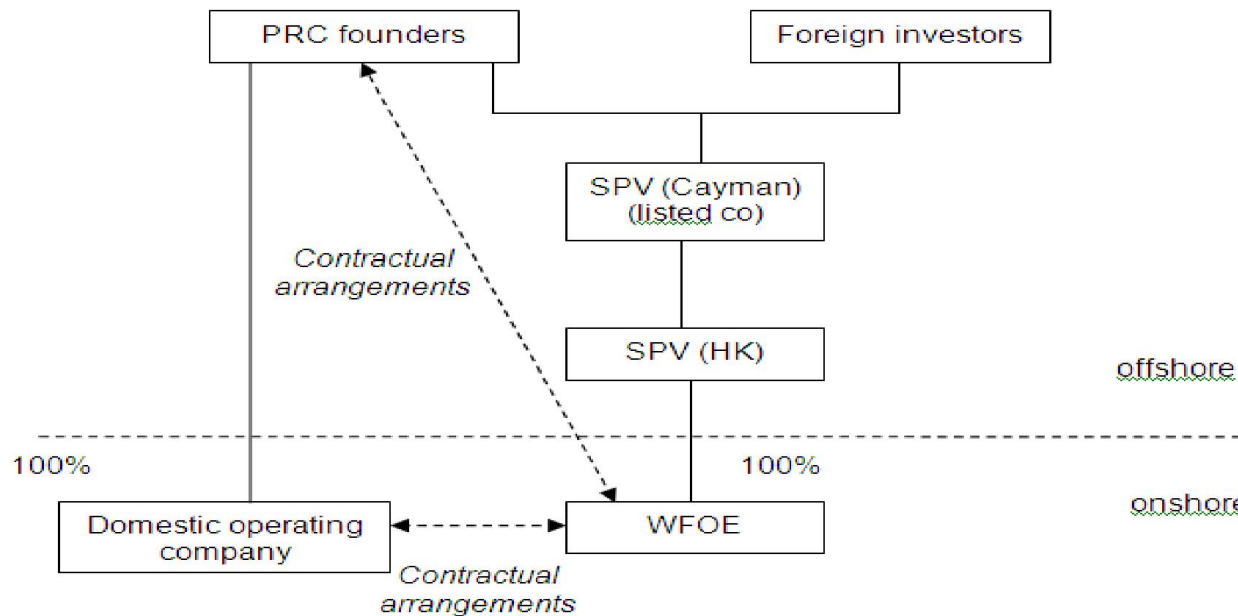 PRC founders
Foreign investors
SPV (Cayman)
(listed co)
Contractual
arrangements
SPV (HK)
offshore
100%
100%
onshore
Domestic operating
company
WFOE
Contractual
arrangements